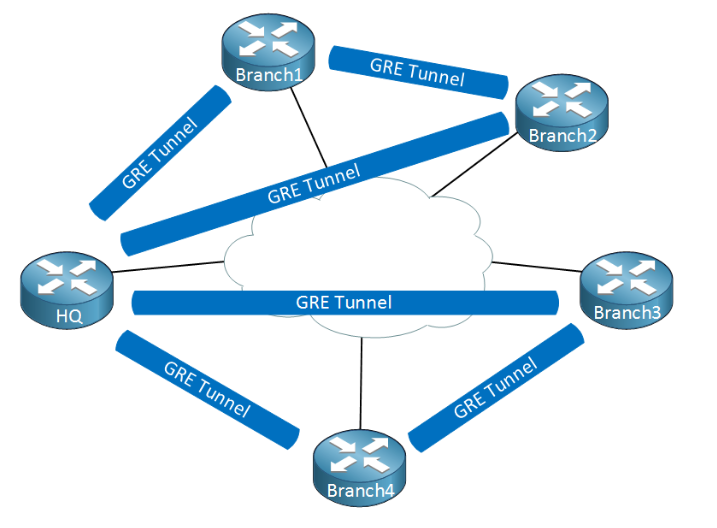 Branch1
GRE Tunnel
Branch2
GRE Tunnel
GRE Tunnel
HQ
GRE Tunnel
Branch3
GRE Tunnel
GRE Tunnel
Branch4